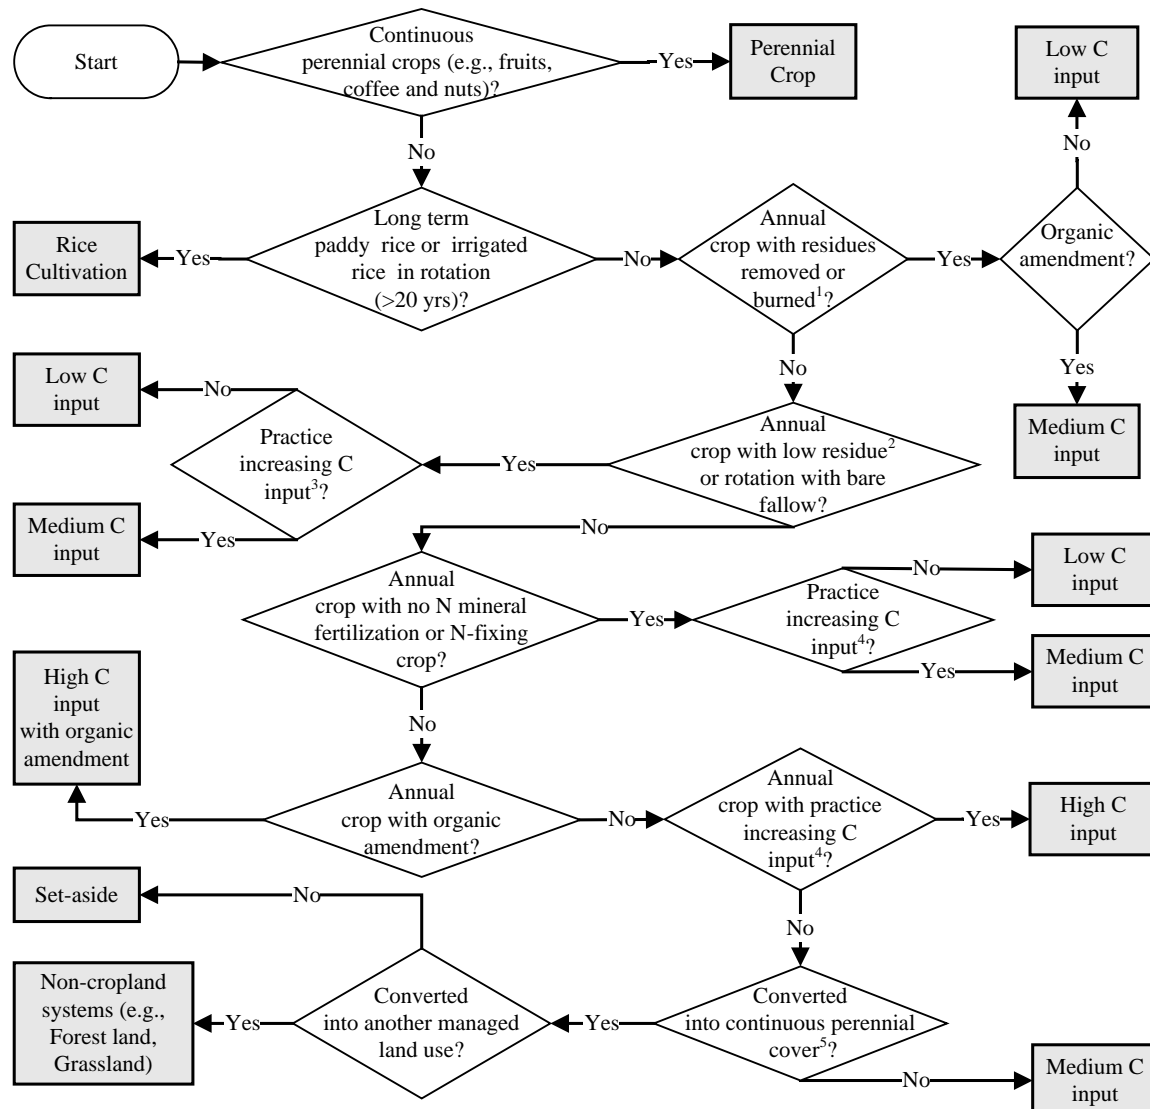 Start
Continuous
perennial crops (e.g., fruits,
coffee and nuts)?
Yes
Perennial
Crop
Low C
input
No
No
Rice
Cultivation
Yes
Long term
paddy rice or irrigated
rice in rotation
(>20 yrs)?
No
Annual
crop with residues
removed or
burned1?
Yes
Organic
amendment?
Yes
Medium C
input
No
Low C
input
No
Practice
increasing C
input3?
Yes
Annual
crop with low residue2
or rotation with bare
fallow?
Medium C
input
Yes
No
Annual
crop with no N mineral
fertilization or N-fixing
crop?
Yes
Practice
increasing C
input4?
No
Low C
input
Yes
Medium C
input
No
High C
input
with organic
amendment
Yes
Annual
crop with organic
amendment?
No
Annual
crop with practice
increasing C
input4?
Yes
High C
input
No
Set-aside
No
Non-cropland
systems (e.g.,
Forest land,
Grassland)
Yes
Converted
into another managed
land use?
Yes
Converted
into continuous perennial
cover5?
No
Medium C
input